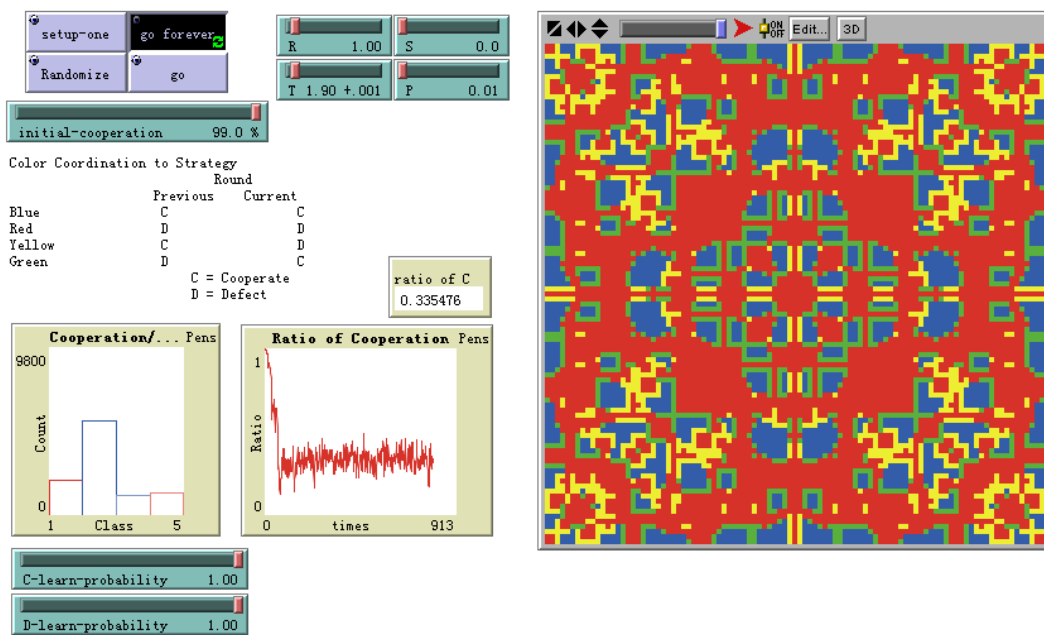 setup-one go forever
Randomize go
R 1.00 S 0.0
T 1.90 +.001 P 0.01
initial-cooperation 99.0 %
Color Coordination to Strategy
Round
Previous Current
Blue C C
Red D D
Yellow C D
Green D C
C = Cooperate
D = Defect
ratio of C
0.335476
Cooperation/... Pens
9800
Count
0
1 Class 5
Ratio of Cooperation Pens
1
Ratio
0
0 times 913
C-learn-probability 1.00
D-learn-probability 1.00
ON
OFF
Edit...
3D